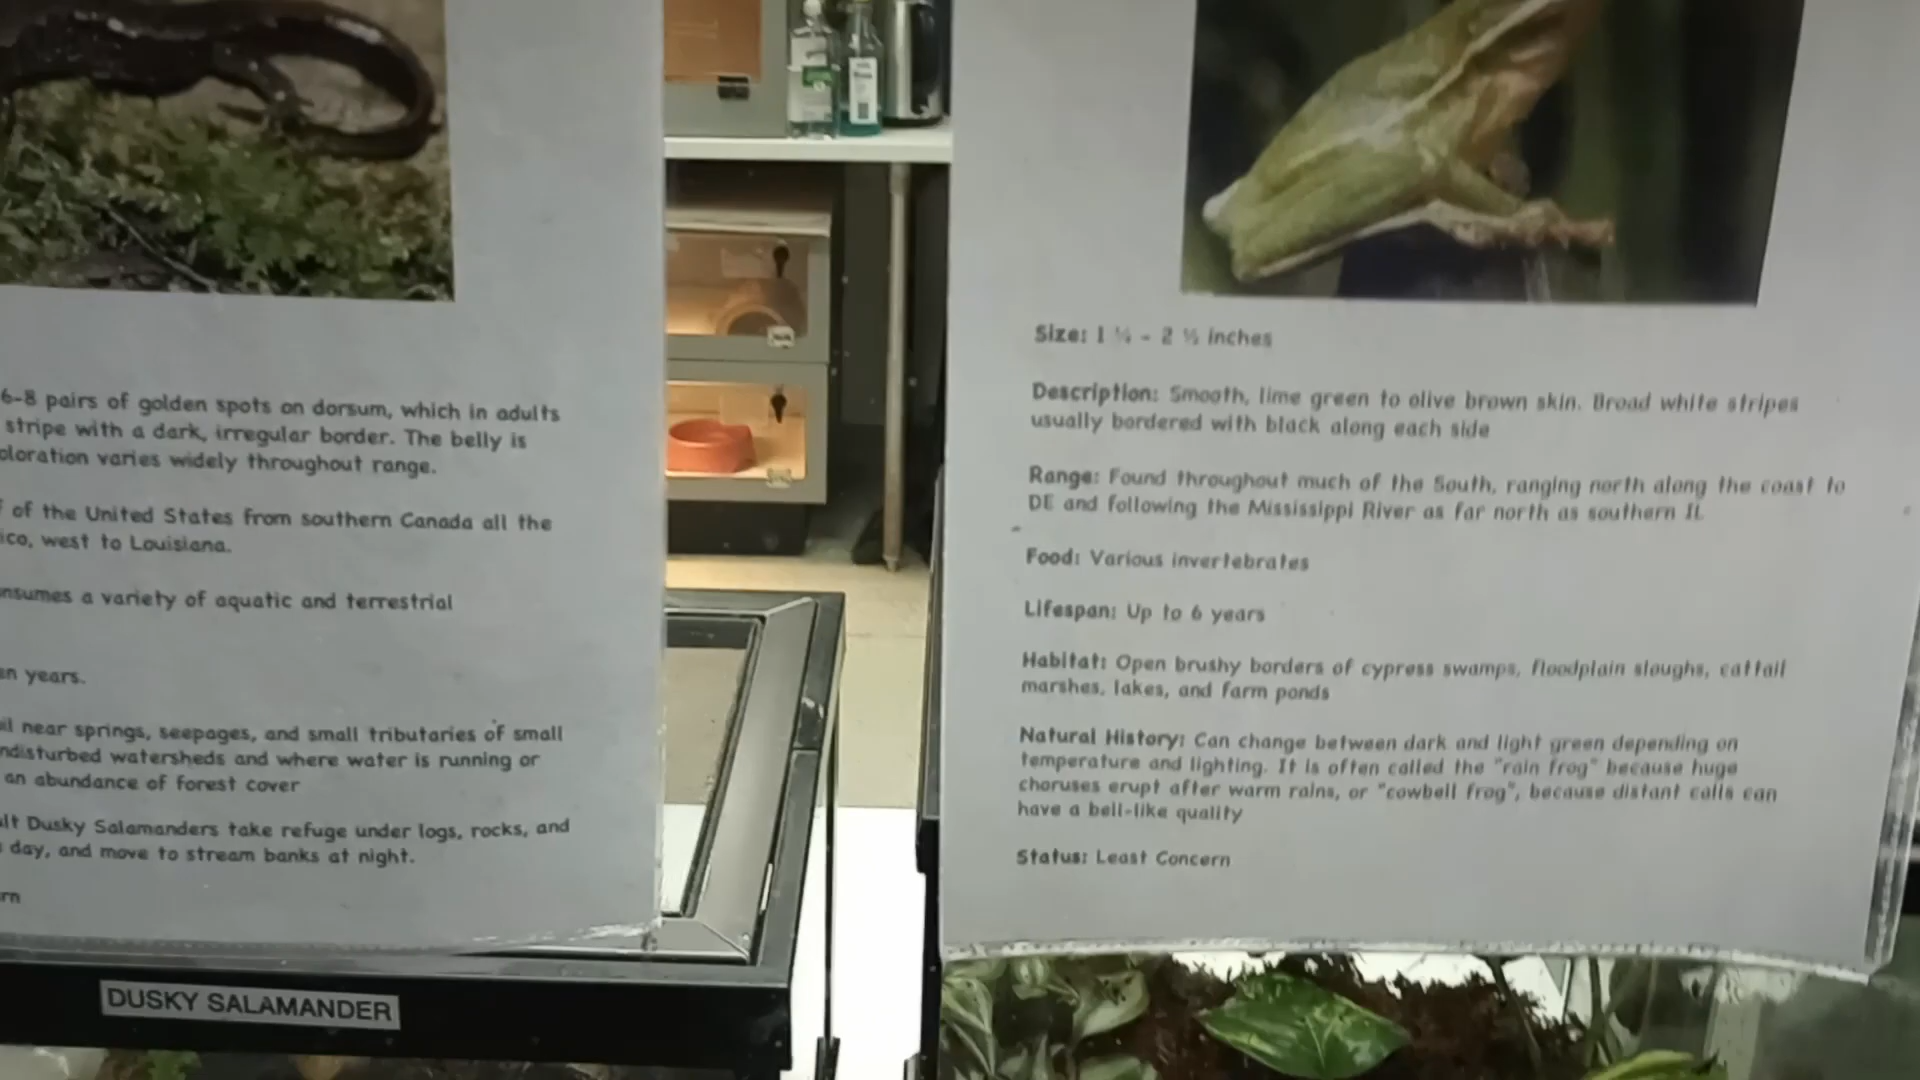 6-8 pairs of golden spots on dorsum, which in adults
stripe with a dark, irregular border. The belly is
oloration varies widely throughout range.
of the United States from southern Canada all the
ico, west to Louisiana.
nsumes a variety of aquatic and terrestrial
en years.
il near springs, seepages, and small tributaries of small
ndisturbed watersheds and where water is running or
an abundance of forest cover
lt Dusky Salamanders take refuge under logs, rocks, and
day, and move to stream banks at night.
rn
DUSKY SALAMANDER
Size: 1 ¼ - 2 ½ inches
Description: Smooth, lime green to olive brown skin. Broad white stripes
usually bordered with black along each side
Range: Found throughout much of the South, ranging north along the coast to
DE and following the Mississippi River as far north as southern IL
Food: Various invertebrates
Lifespan: Up to 6 years
Habitat: Open brushy borders of cypress swamps, floodplain sloughs, cattail
marshes, lakes, and farm ponds
Natural History: Can change between dark and light green depending on
temperature and lighting. It is often called the "rain frog" because huge
choruses erupt after warm rains, or "cowbell frog", because distant calls can
have a bell-like quality
Status: Least Concern